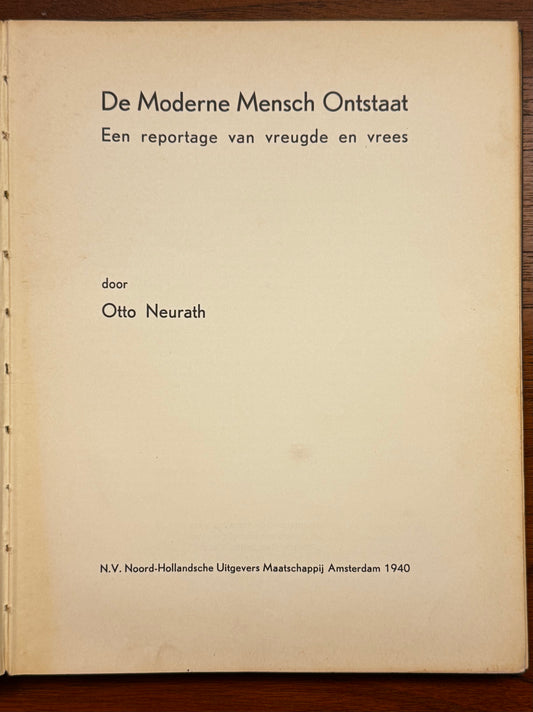 De Moderne Mensch Ontstaat
Een reportage van vreugde en vrees
door
Otto Neurath
N.V. Noord-Hollandsche Uitgevers Maatschappij Amsterdam 1940